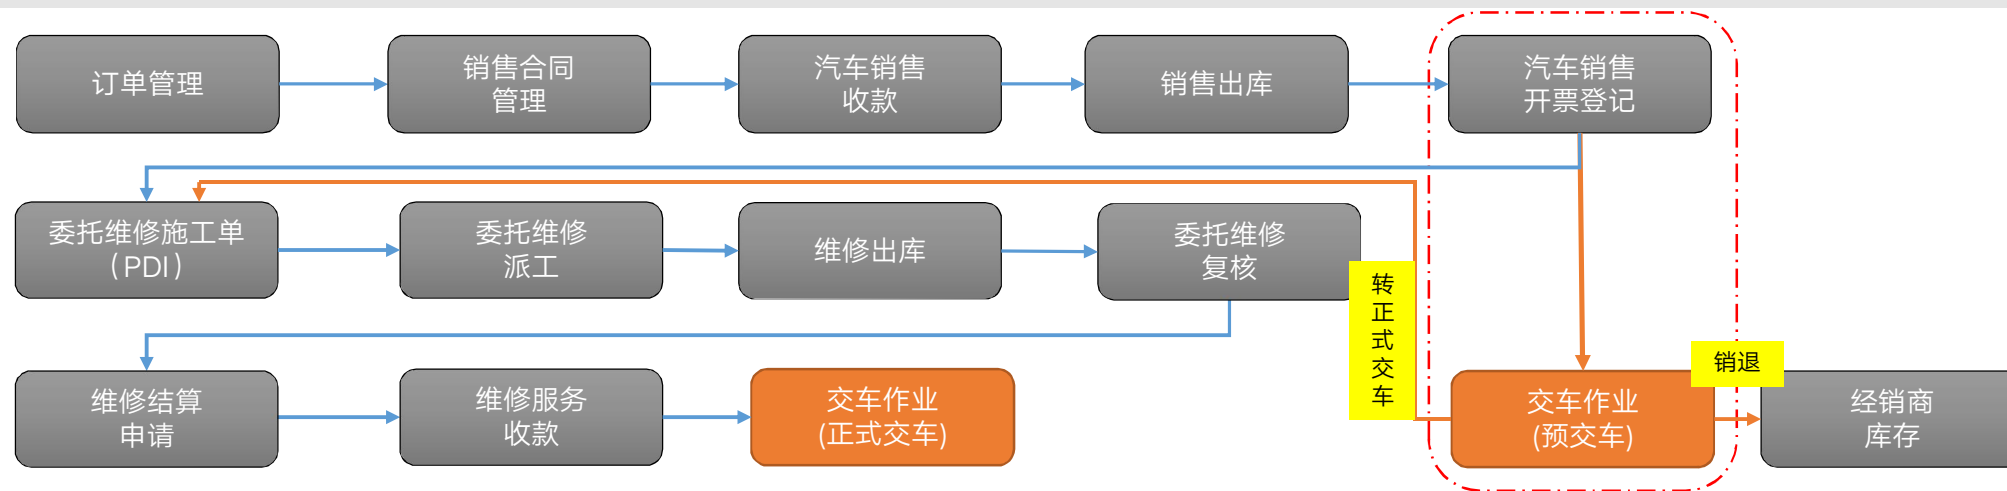 订单管理
销售合同
管理
汽车销售
收款
销售出库
汽车销售
开票登记
委托维修施工单
（PDI）
委托维修
派工
维修出库
委托维修
复核
转
正
式
交
车
销退
维修结算
申请
维修服务
收款
交车作业
(正式交车)
交车作业
(预交车)
经销商
库存